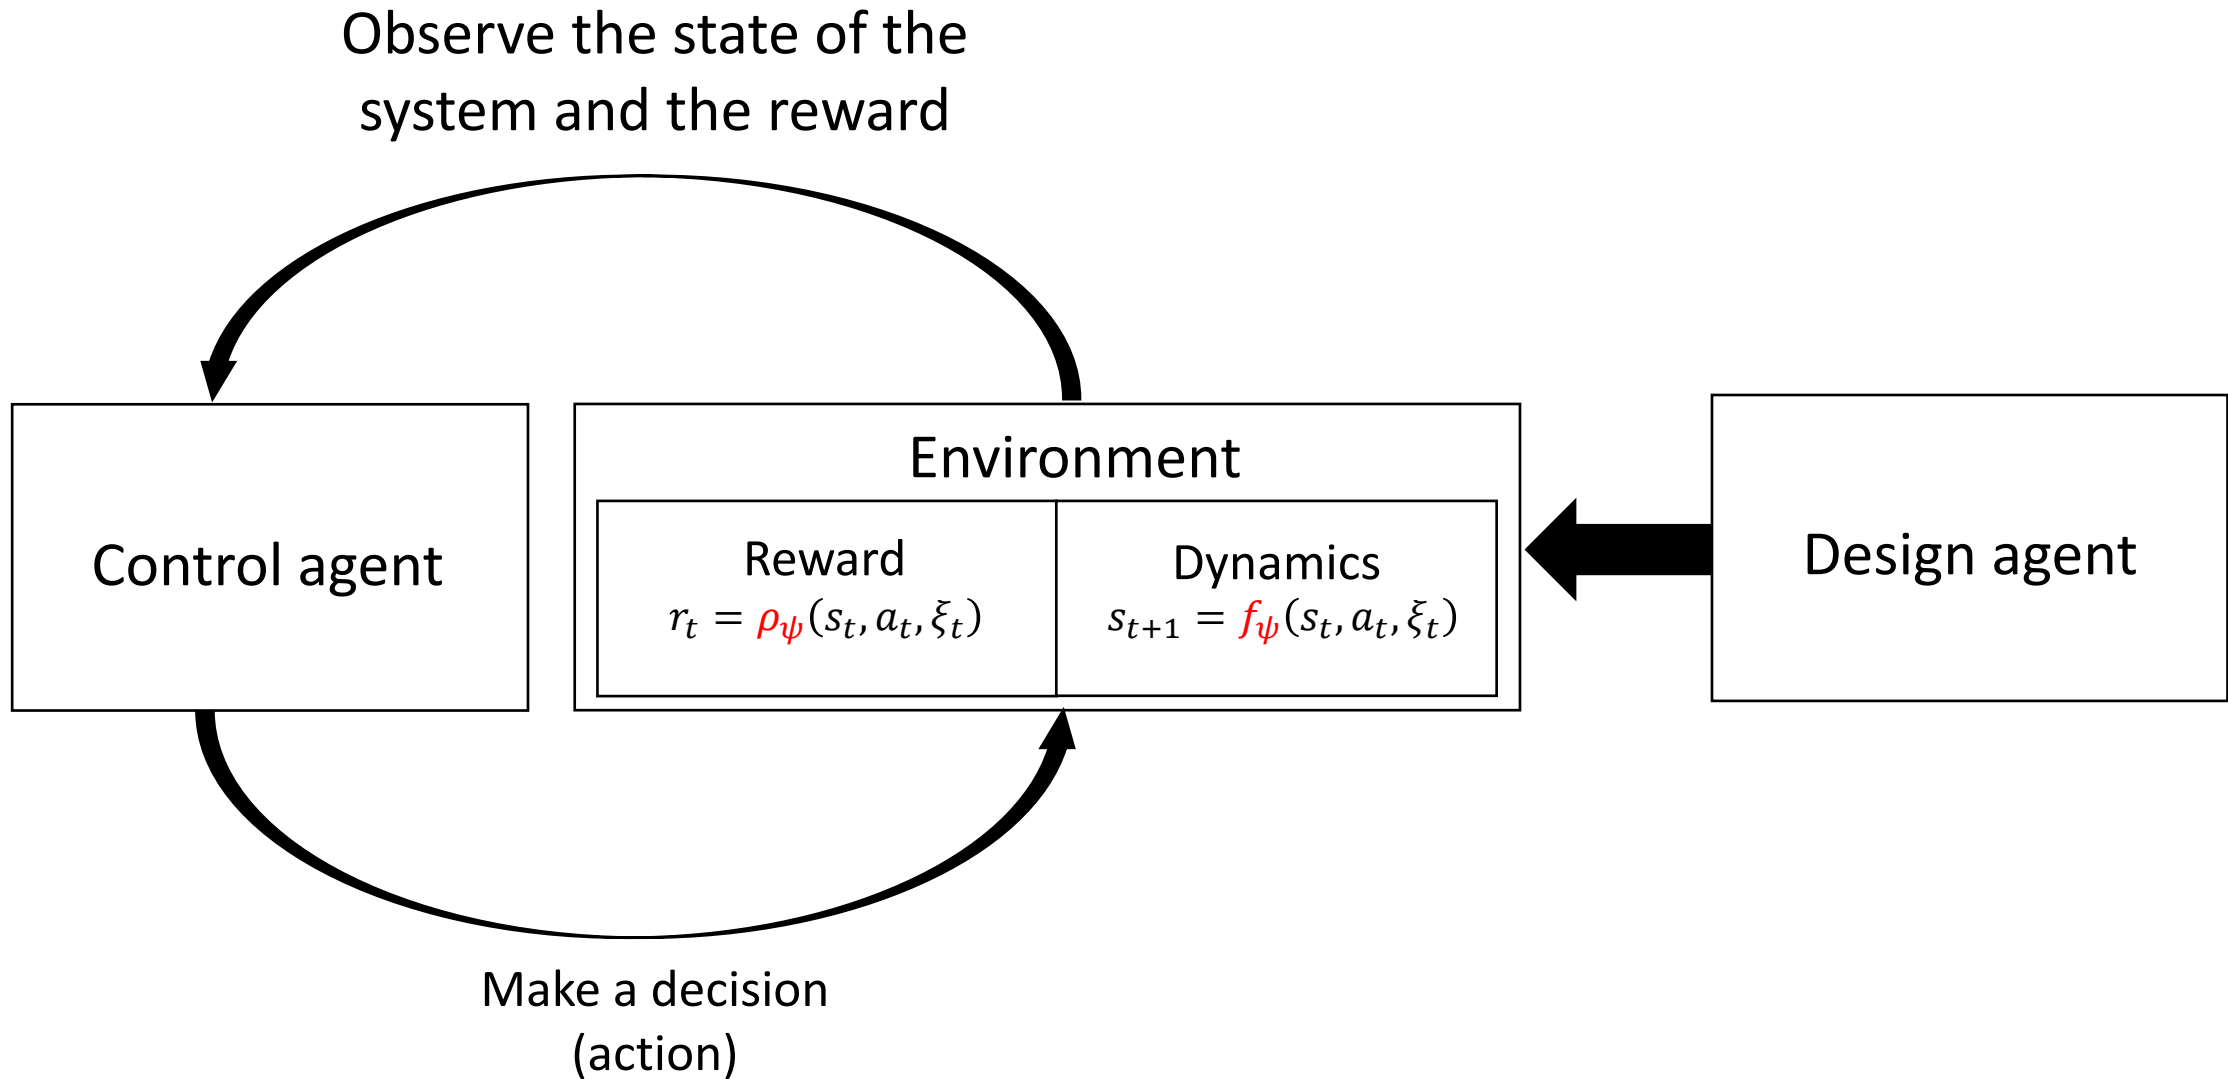 Observe the state of the
system and the reward
Control agent
Environment
Reward
r_t = ρ_ψ(s_t, a_t, ξ_t)
Dynamics
s_{t+1} = f_ψ(s_t, a_t, ξ_t)
Design agent
Make a decision
(action)